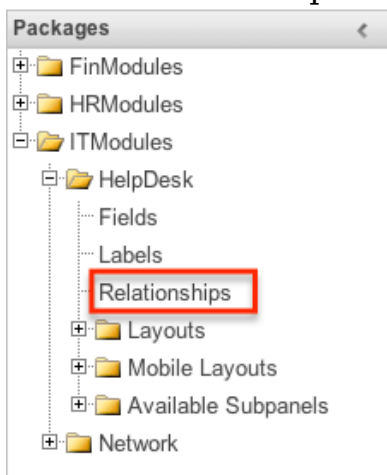 Packages
FinModules
HRModules
ITModules
HelpDesk
Fields
Labels
Relationships
Layouts
Mobile Layouts
Available Subpanels
Network